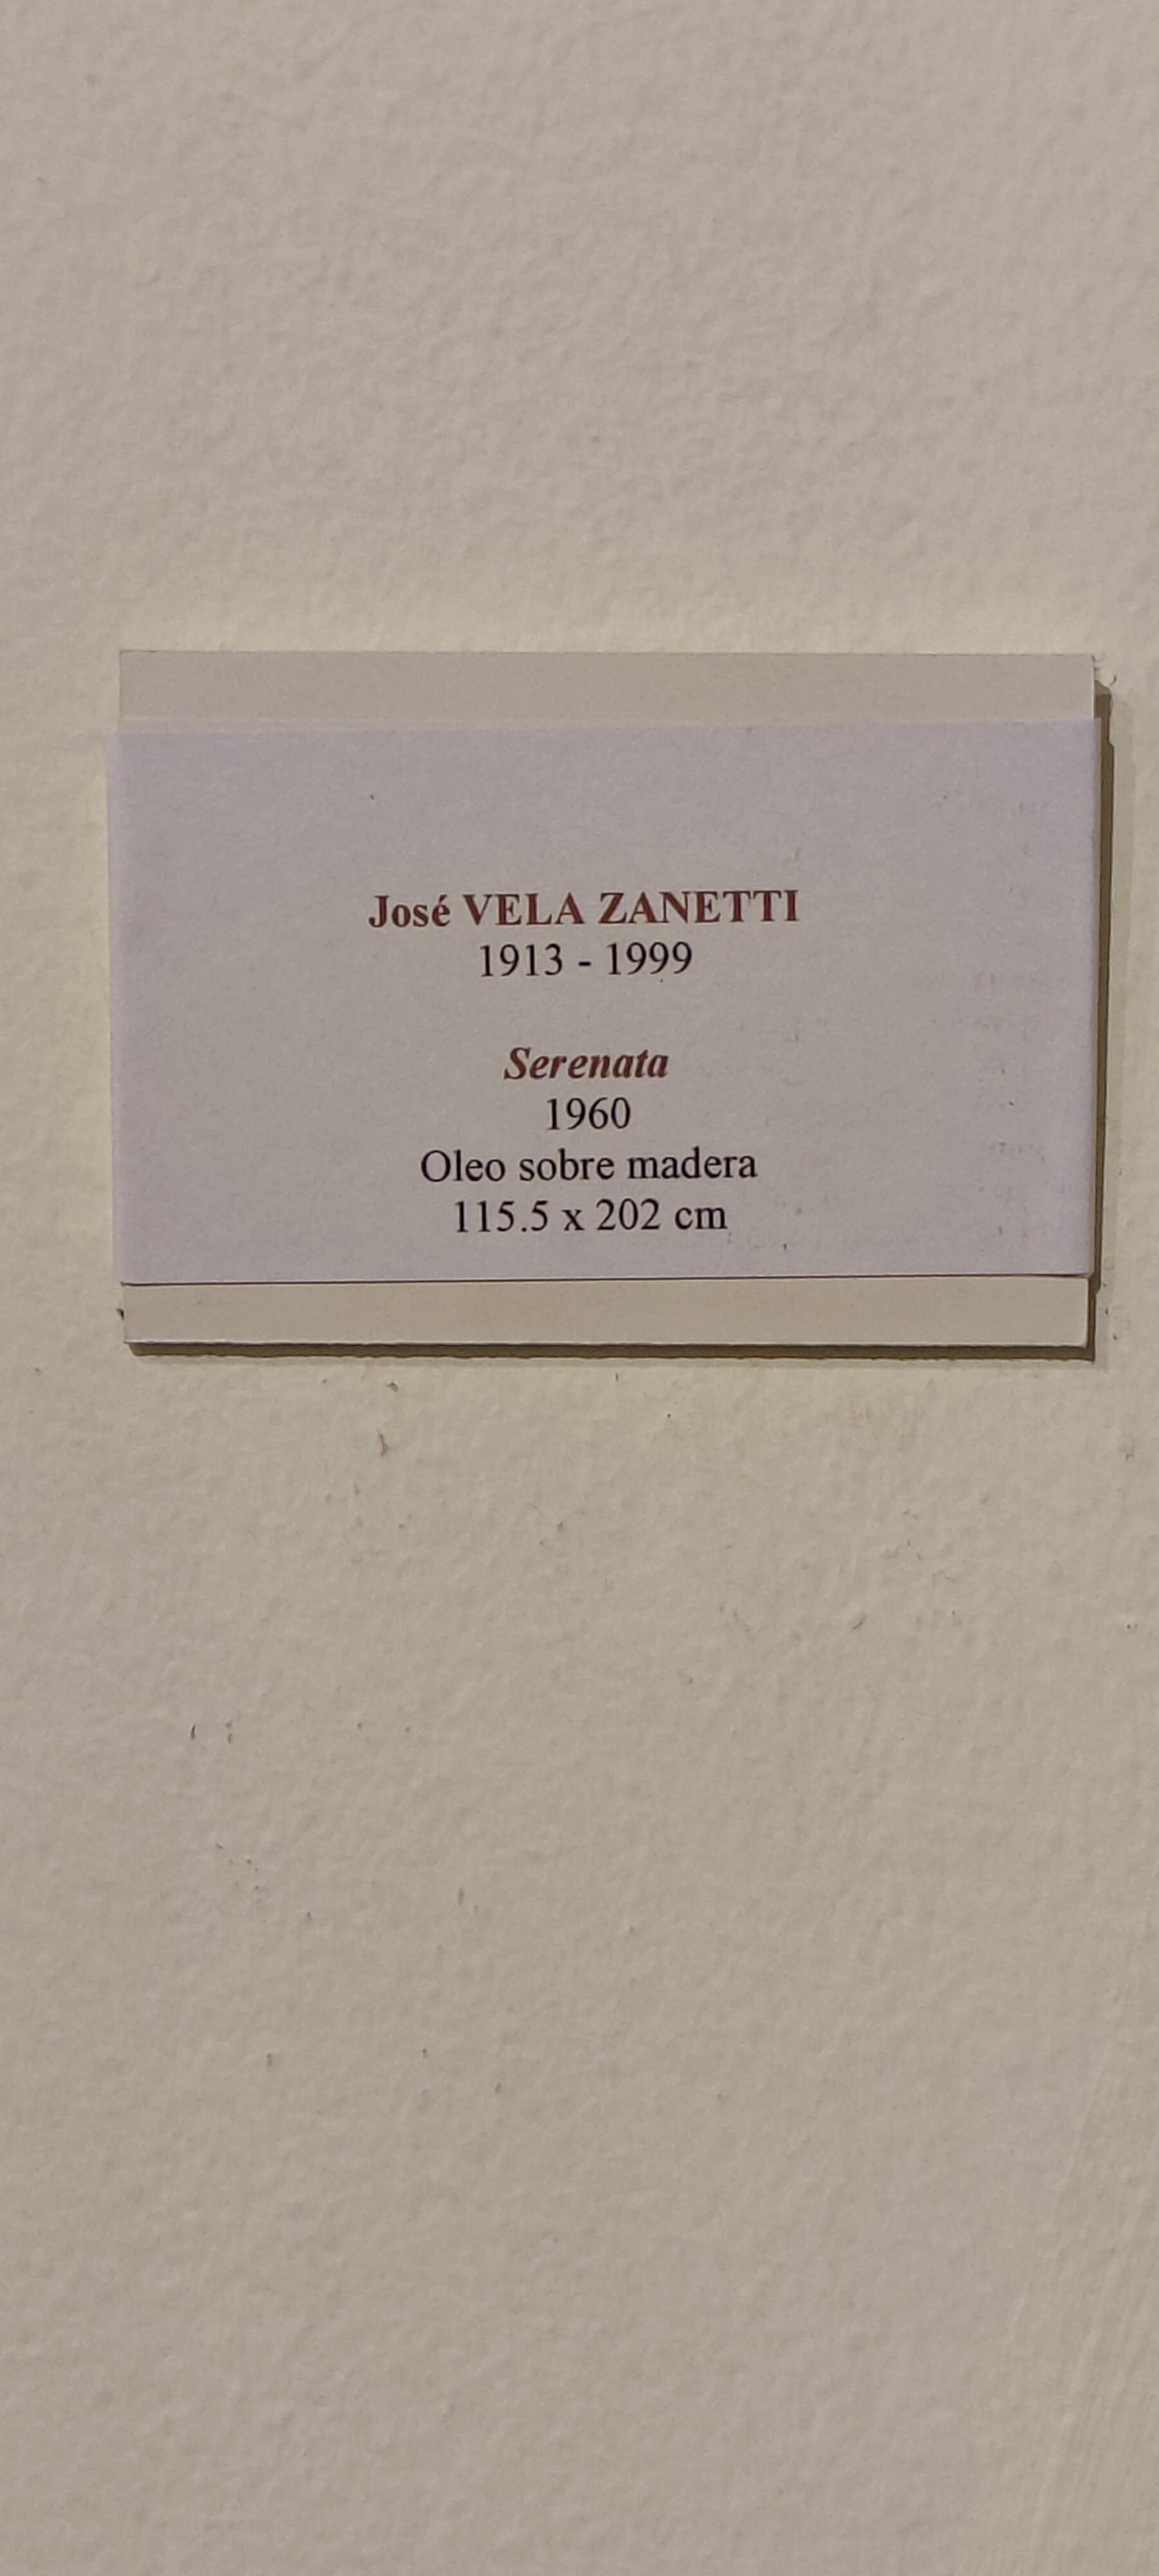 José VELA ZANETTI
1913 - 1999
Serenata
1960
Oleo sobre madera
115.5 x 202 cm